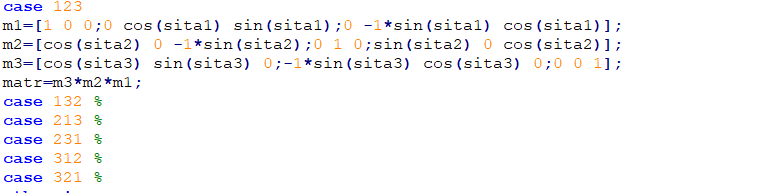 case 123
m1=[1 0 0;0 cos(sita1) sin(sita1);0 -1*sin(sita1) cos(sita1)];
m2=[cos(sita2) 0 -1*sin(sita2);0 1 0;sin(sita2) 0 cos(sita2)];
m3=[cos(sita3) sin(sita3) 0;-1*sin(sita3) cos(sita3) 0;0 0 1];
matr=m3*m2*m1;
case 132 %
case 213 %
case 231 %
case 312 %
case 321 %